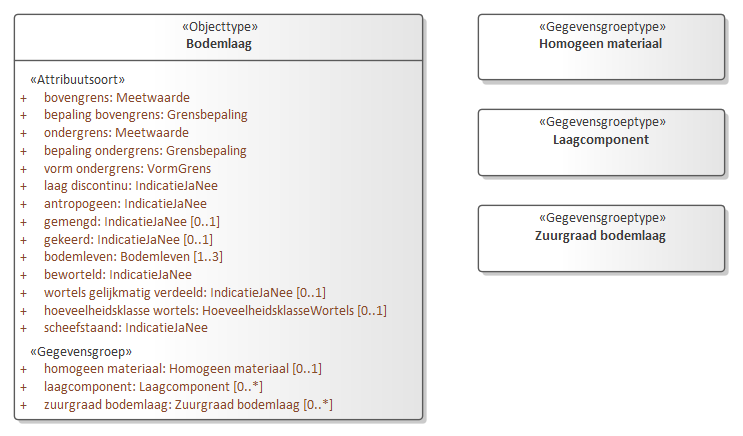 «Objecttype»
Bodemlaag
«Attribuutsoort»
+ bovengrens: Meetwaarde
+ bepaling bovengrens: Grensbepaling
+ ondergrens: Meetwaarde
+ bepaling ondergrens: Grensbepaling
+ vorm ondergrens: VormGrens
+ laag discontinu: IndicatieJaNee
+ antropogeen: IndicatieJaNee
+ gemengd: IndicatieJaNee [0..1]
+ gekeerd: IndicatieJaNee [0..1]
+ bodemleven: Bodemleven [1..3]
+ beworteld: IndicatieJaNee
+ wortels gelijkmatig verdeeld: IndicatieJaNee [0..1]
+ hoeveelheidsklasse wortels: HoeveelheidsklasseWortels [0..1]
+ scheefstaand: IndicatieJaNee
«Gegevensgroep»
+ homogeen materiaal: Homogeen materiaal [0..1]
+ laagcomponent: Laagcomponent [0..*]
+ zuurgraad bodemlaag: Zuurgraad bodemlaag [0..*]
«Gegevensgroeptype»
Homogeen materiaal
«Gegevensgroeptype»
Laagcomponent
«Gegevensgroeptype»
Zuurgraad bodemlaag